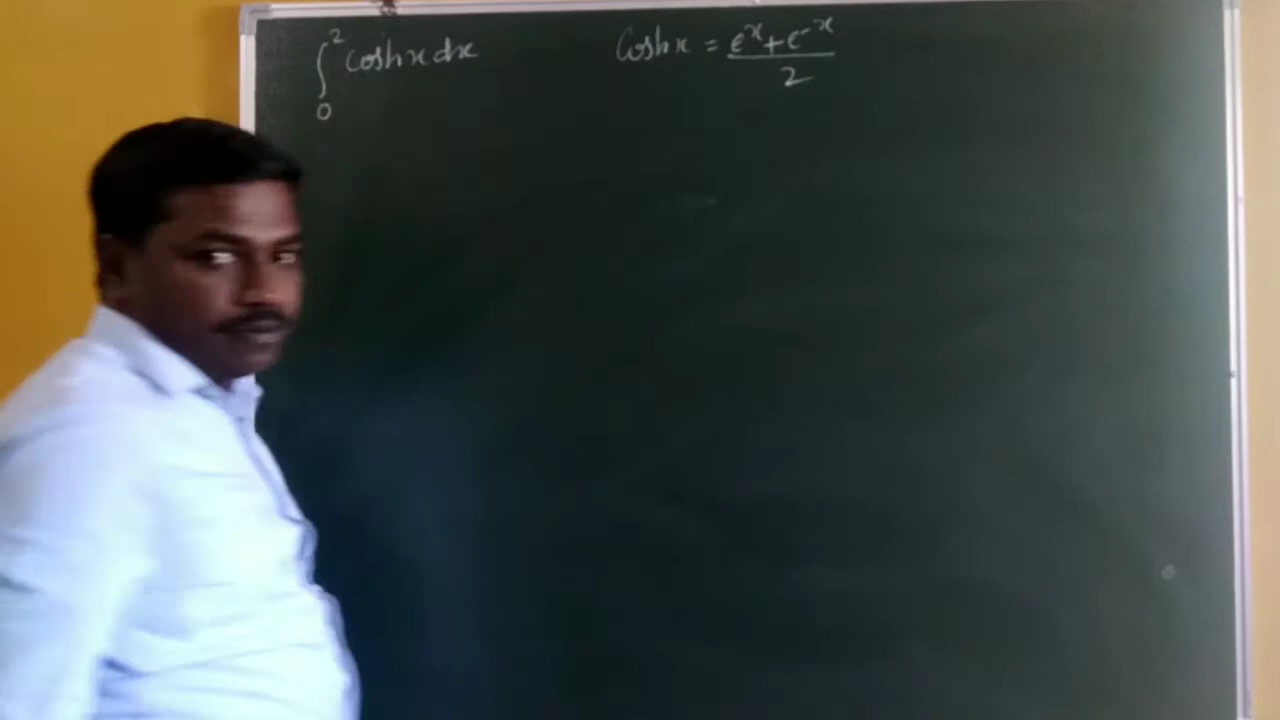 ∫₀² coshx dx
Coshx = (eˣ + e⁻ˣ)/2